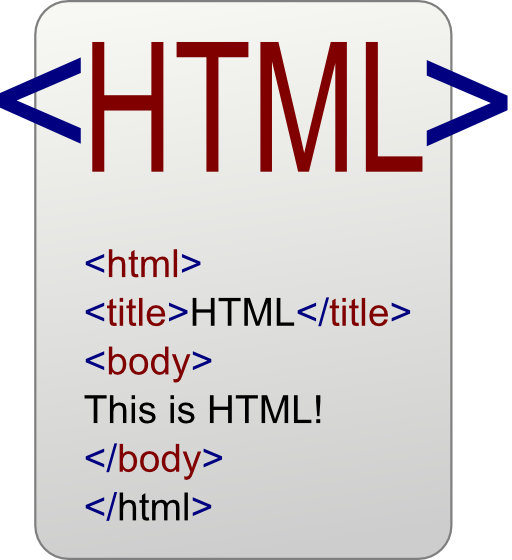 <HTML>
<html>
<title>HTML</title>
<body>
This is HTML!
</body>
</html>